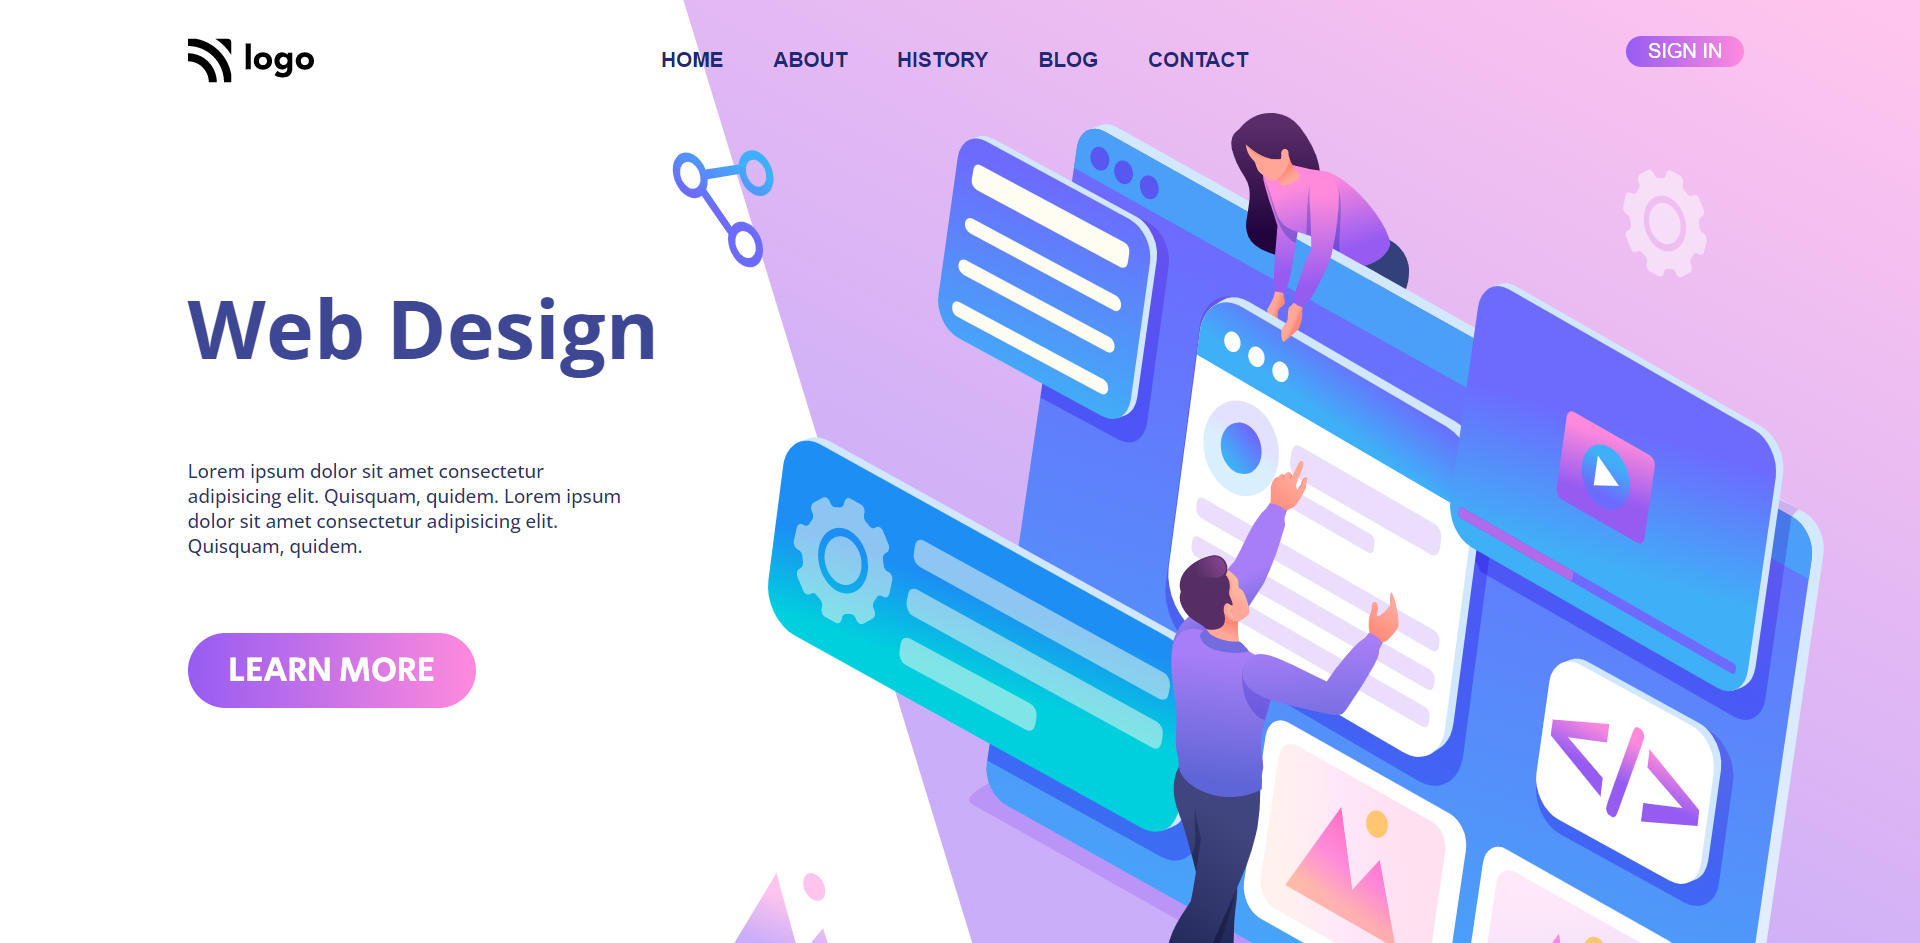 logo
HOME ABOUT HISTORY BLOG CONTACT
SIGN IN
Web Design
Lorem ipsum dolor sit amet consectetur
adipisicing elit. Quisquam, quidem. Lorem ipsum
dolor sit amet consectetur adipisicing elit.
Quisquam, quidem.
LEARN MORE
</>